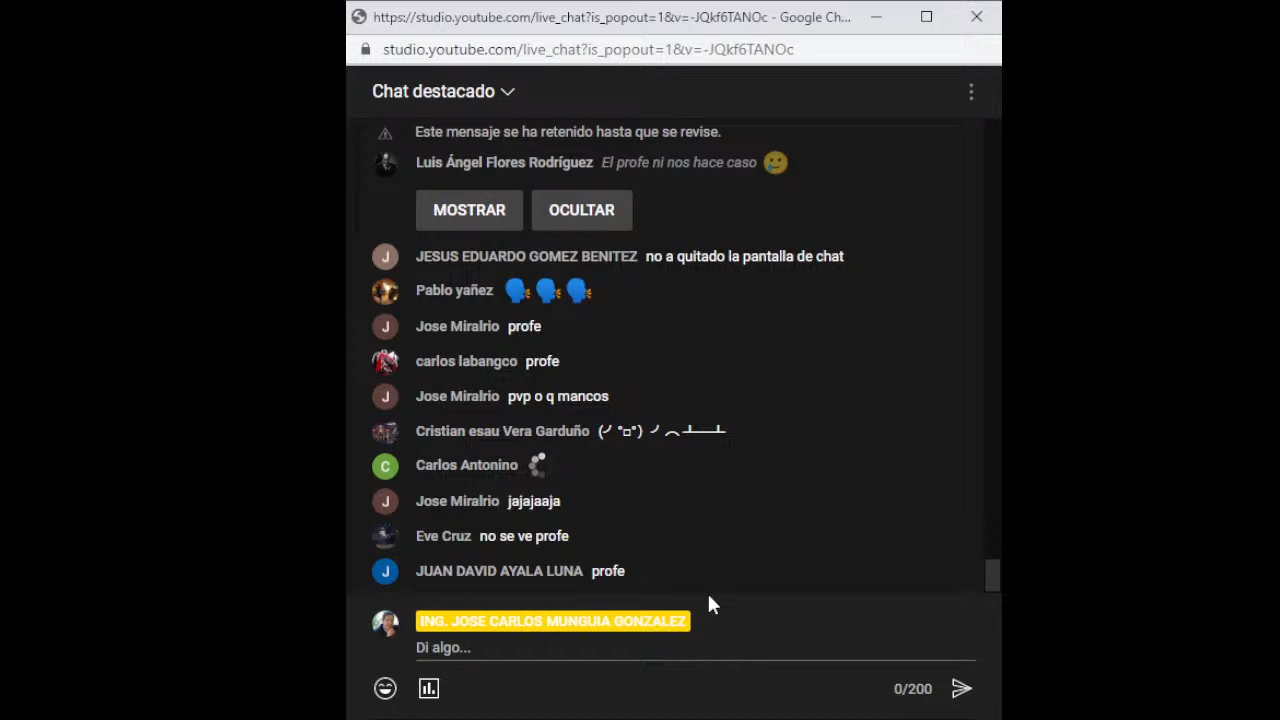 https://studio.youtube.com/live_chat?is_popout=1&v=-JQkf6TANOc - Google Ch...
studio.youtube.com/live_chat?is_popout=1&v=-JQkf6TANOc
Chat destacado
Este mensaje se ha retenido hasta que se revise.
Luis Ángel Flores Rodríguez El profe ni nos hace caso 🥲
MOSTRAR OCULTAR
J JESUS EDUARDO GOMEZ BENITEZ no a quitado la pantalla de chat
Pablo yañez 🗣️🗣️🗣️
J Jose Miralrio profe
carlos labangco profe
J Jose Miralrio pvp o q mancos
Cristian esau Vera Garduño (╯°□°)╯︵ ┻━┻
C Carlos Antonino
J Jose Miralrio jajajaaja
Eve Cruz no se ve profe
J JUAN DAVID AYALA LUNA profe
ING. JOSE CARLOS MUNGUIA GONZALEZ
Di algo...
0/200